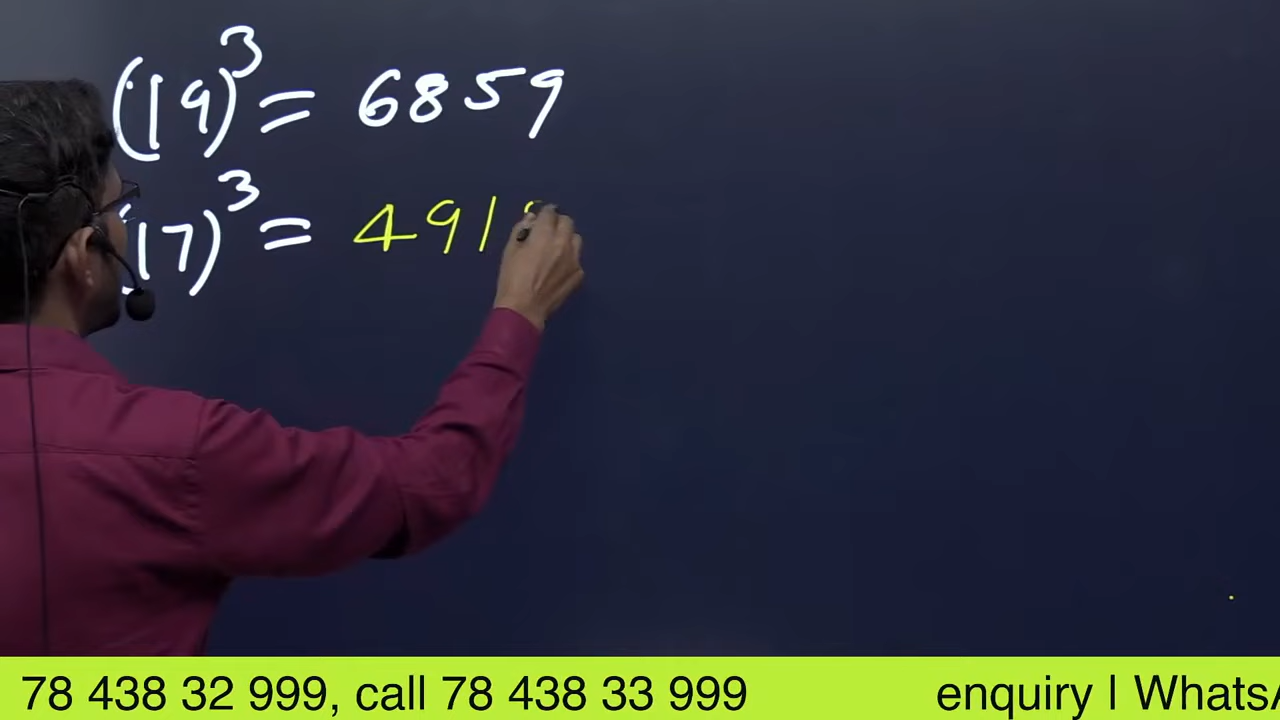 (19)³ = 6859
(17)³ = 491
78 438 32 999, call 78 438 33 999 enquiry | Whats